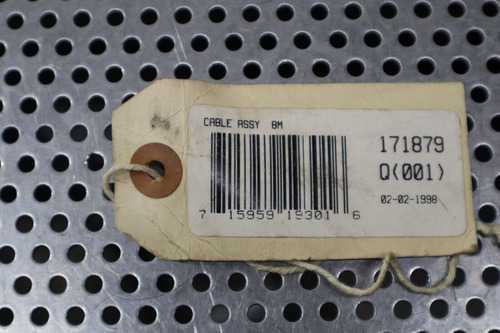 CABLE ASSY 8M
171879
Q(001)
02-02-1998
7 15959 19301 6